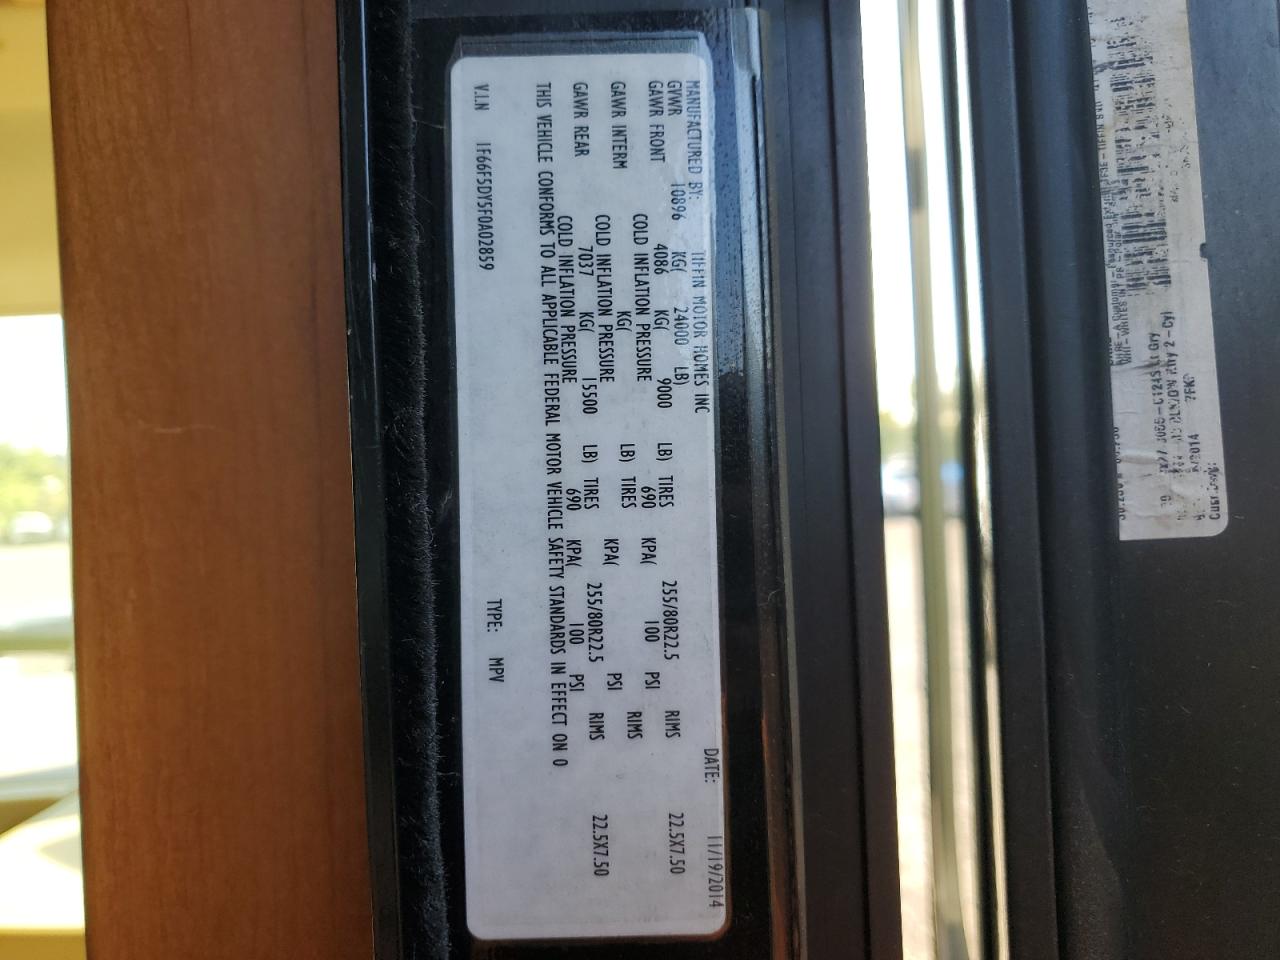 MANUFACTURED BY: TIFFIN MOTOR HOMES INC DATE: 11/19/2014
GVWR 10896 KG( 24000 LB)
GAWR FRONT 4086 KG( 9000 LB) TIRES 255/80R22.5 RIMS 22.5X7.50
COLD INFLATION PRESSURE 690 KPA( 100 PSI
GAWR INTERM KG( LB) TIRES RIMS
COLD INFLATION PRESSURE KPA( PSI
GAWR REAR 7037 KG( 15500 LB) TIRES 255/80R22.5 RIMS 22.5X7.50
COLD INFLATION PRESSURE 690 KPA( 100 PSI
THIS VEHICLE CONFORMS TO ALL APPLICABLE FEDERAL MOTOR VEHICLE SAFETY STANDARDS IN EFFECT ON 0
V.I.N 1F66F5DY5F0A02859 TYPE: MPV